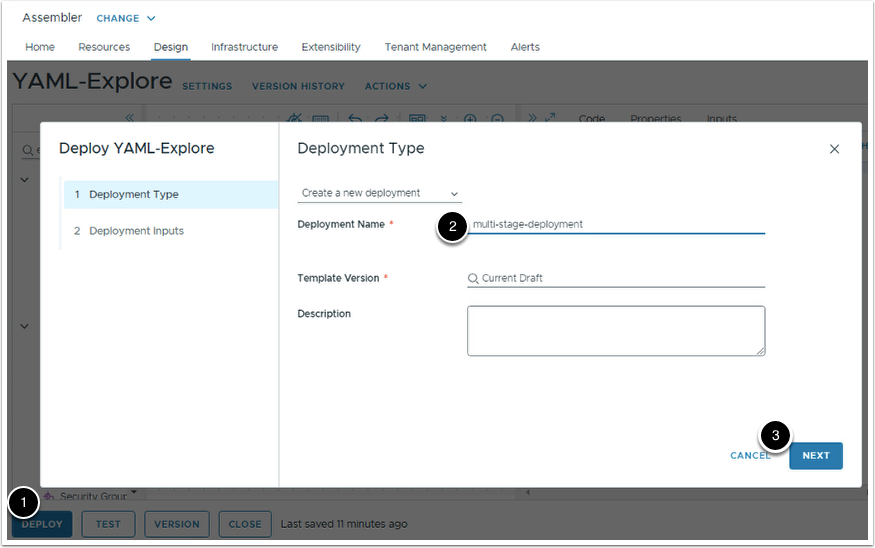 Assembler CHANGE
Home Resources Design Infrastructure Extensibility Tenant Management Alerts
YAML-Explore SETTINGS VERSION HISTORY ACTIONS
Code Properties Inputs
Deploy YAML-Explore
1 Deployment Type
2 Deployment Inputs
Deployment Type
Create a new deployment
Deployment Name *
2
multi-stage-deployment
Template Version *
Current Draft
Description
3
CANCEL NEXT
Security Group
1
DEPLOY TEST VERSION CLOSE Last saved 11 minutes ago